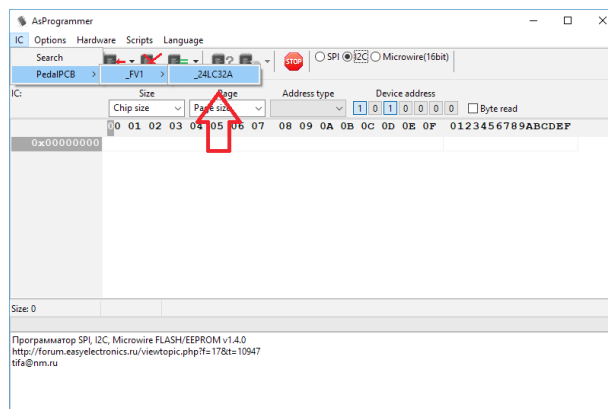 AsProgrammer
IC Options Hardware Scripts Language
Search
STOP SPI I2C Microwire(16bit)
PedalPCB > _FV1 > _24LC32A
IC: Size Page Address type Device address
Chip size Page size 1 0 1 0 0 0 0 Byte read
00 01 02 03 04 05 06 07 08 09 0A 0B 0C 0D 0E 0F 0123456789ABCDEF
0x00000000
Size: 0
Программатор SPI, I2C, Microwire FLASH/EEPROM v1.4.0
http://forum.easyelectronics.ru/viewtopic.php?f=17&t=10947
tifa@nm.ru